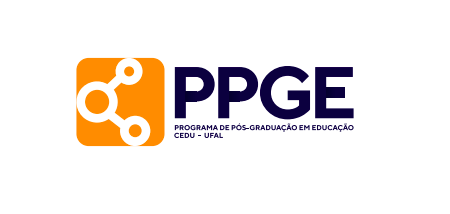 PPGE
PROGRAMA DE PÓS-GRADUAÇÃO EM EDUCAÇÃO
CEDU - UFAL